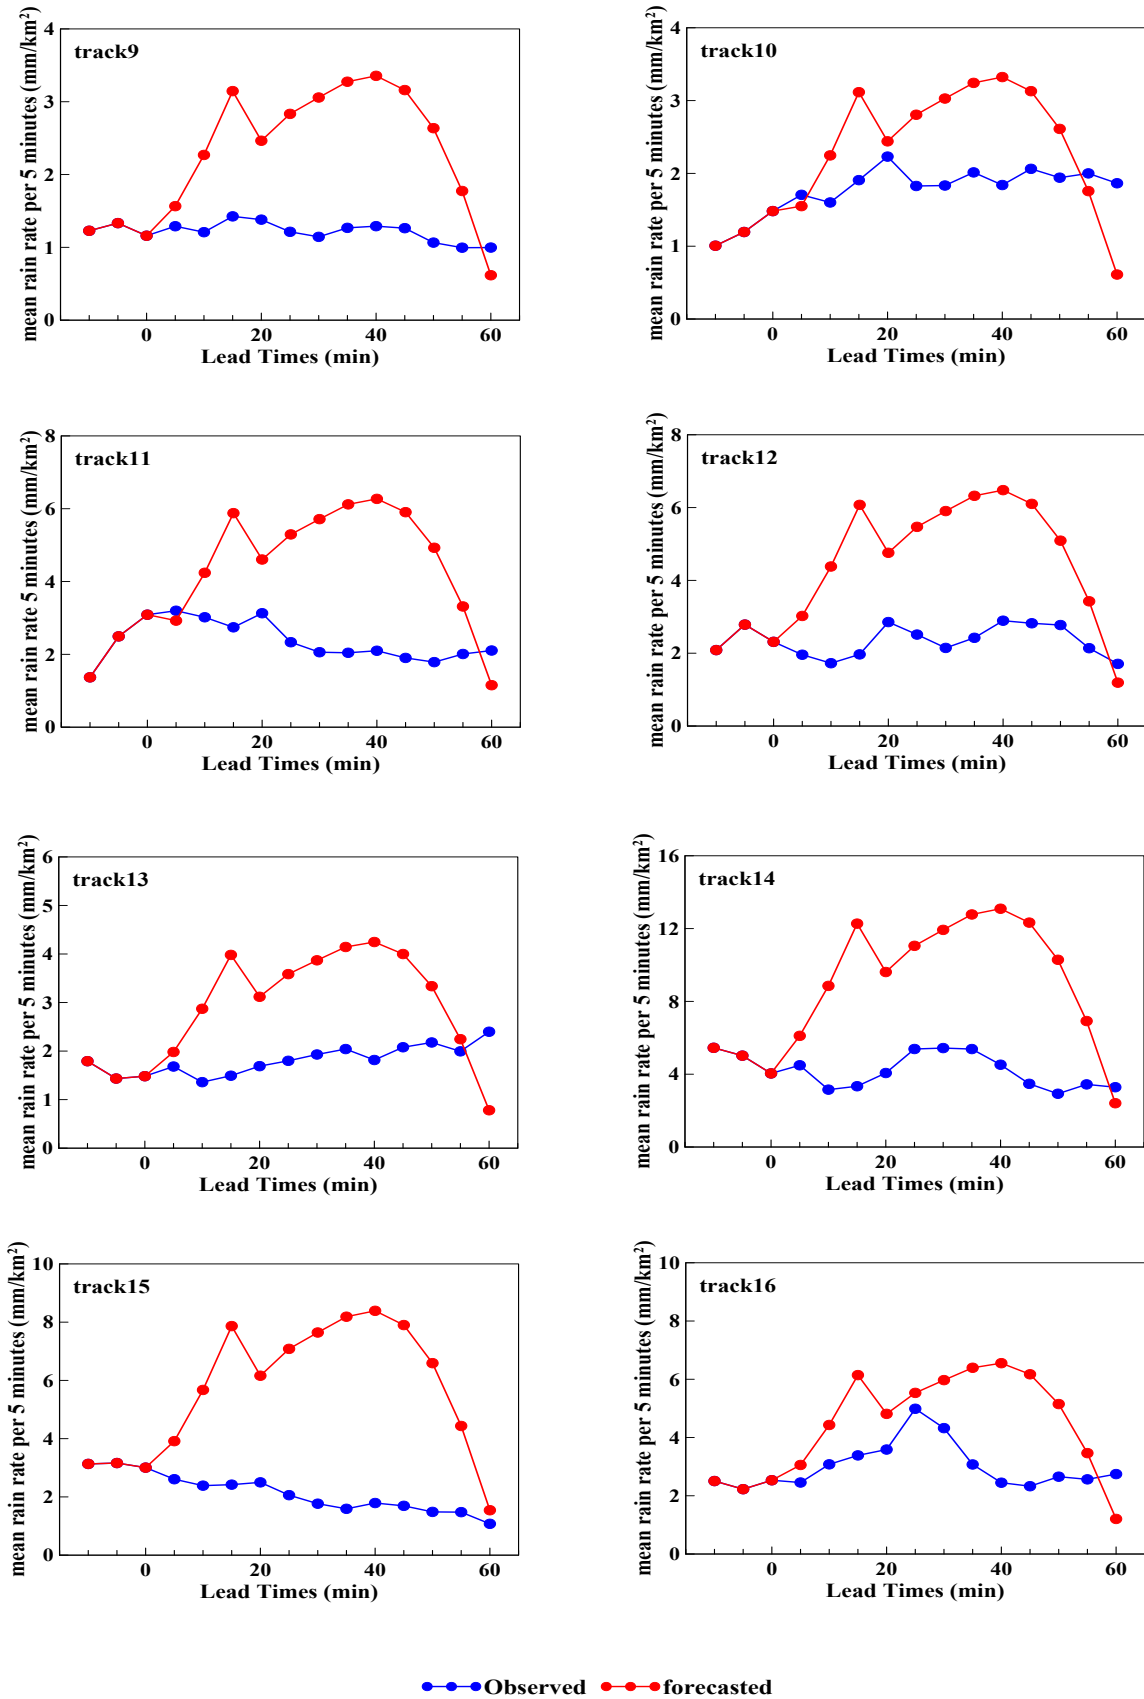 mean rain rate per 5 minutes (mm/km²)
track9
4
3
2
1
0
0 20 40 60
Lead Times (min)
mean rain rate per 5 minutes (mm/km²)
track10
4
3
2
1
0
0 20 40 60
Lead Times (min)
mean rain rate 5 minutes (mm/km²)
track11
8
6
4
2
0
0 20 40 60
Lead Times (min)
mean rain rate per 5 minutes (mm/km²)
track12
8
6
4
2
0
0 20 40 60
Lead Times (min)
mean rain rate per 5 minutes (mm/km²)
track13
6
5
4
3
2
1
0
0 20 40 60
Lead Times (min)
mean rain rate per 5 minutes (mm/km²)
track14
16
12
8
4
0
0 20 40 60
Lead Times (min)
mean rain rate per 5 minutes (mm/km²)
track15
10
8
6
4
2
0
0 20 40 60
Lead Times (min)
mean rain rate per 5 minutes (mm/km²)
track16
10
8
6
4
2
0
0 20 40 60
Lead Times (min)
Observed forecasted